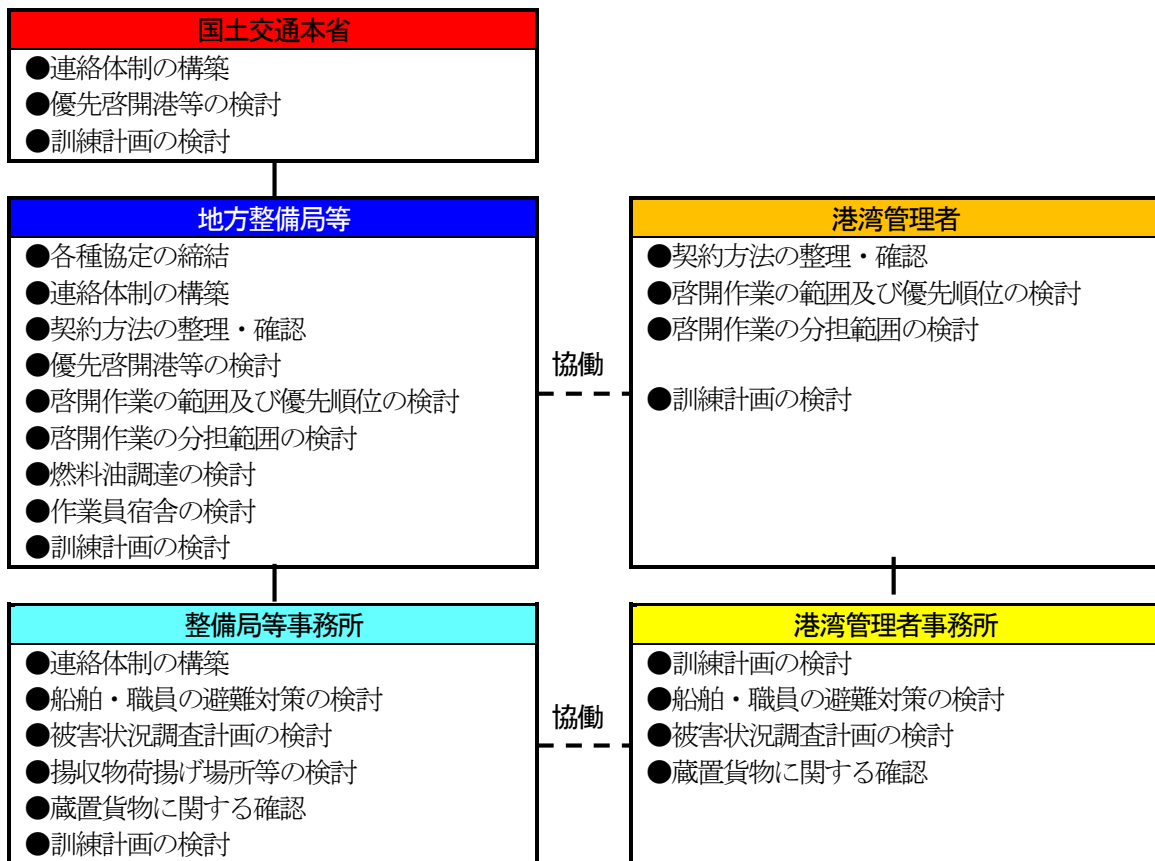 国土交通本省
●連絡体制の構築
●優先啓開港等の検討
●訓練計画の検討
地方整備局等
●各種協定の締結
●連絡体制の構築
●契約方法の整理・確認
●優先啓開港等の検討
●啓開作業の範囲及び優先順位の検討
●啓開作業の分担範囲の検討
●燃料油調達の検討
●作業員宿舎の検討
●訓練計画の検討
協働
港湾管理者
●契約方法の整理・確認
●啓開作業の範囲及び優先順位の検討
●啓開作業の分担範囲の検討
●訓練計画の検討
整備局等事務所
●連絡体制の構築
●船舶・職員の避難対策の検討
●被害状況調査計画の検討
●揚収物荷揚げ場所等の検討
●蔵置貨物に関する確認
●訓練計画の検討
協働
港湾管理者事務所
●訓練計画の検討
●船舶・職員の避難対策の検討
●被害状況調査計画の検討
●蔵置貨物に関する確認